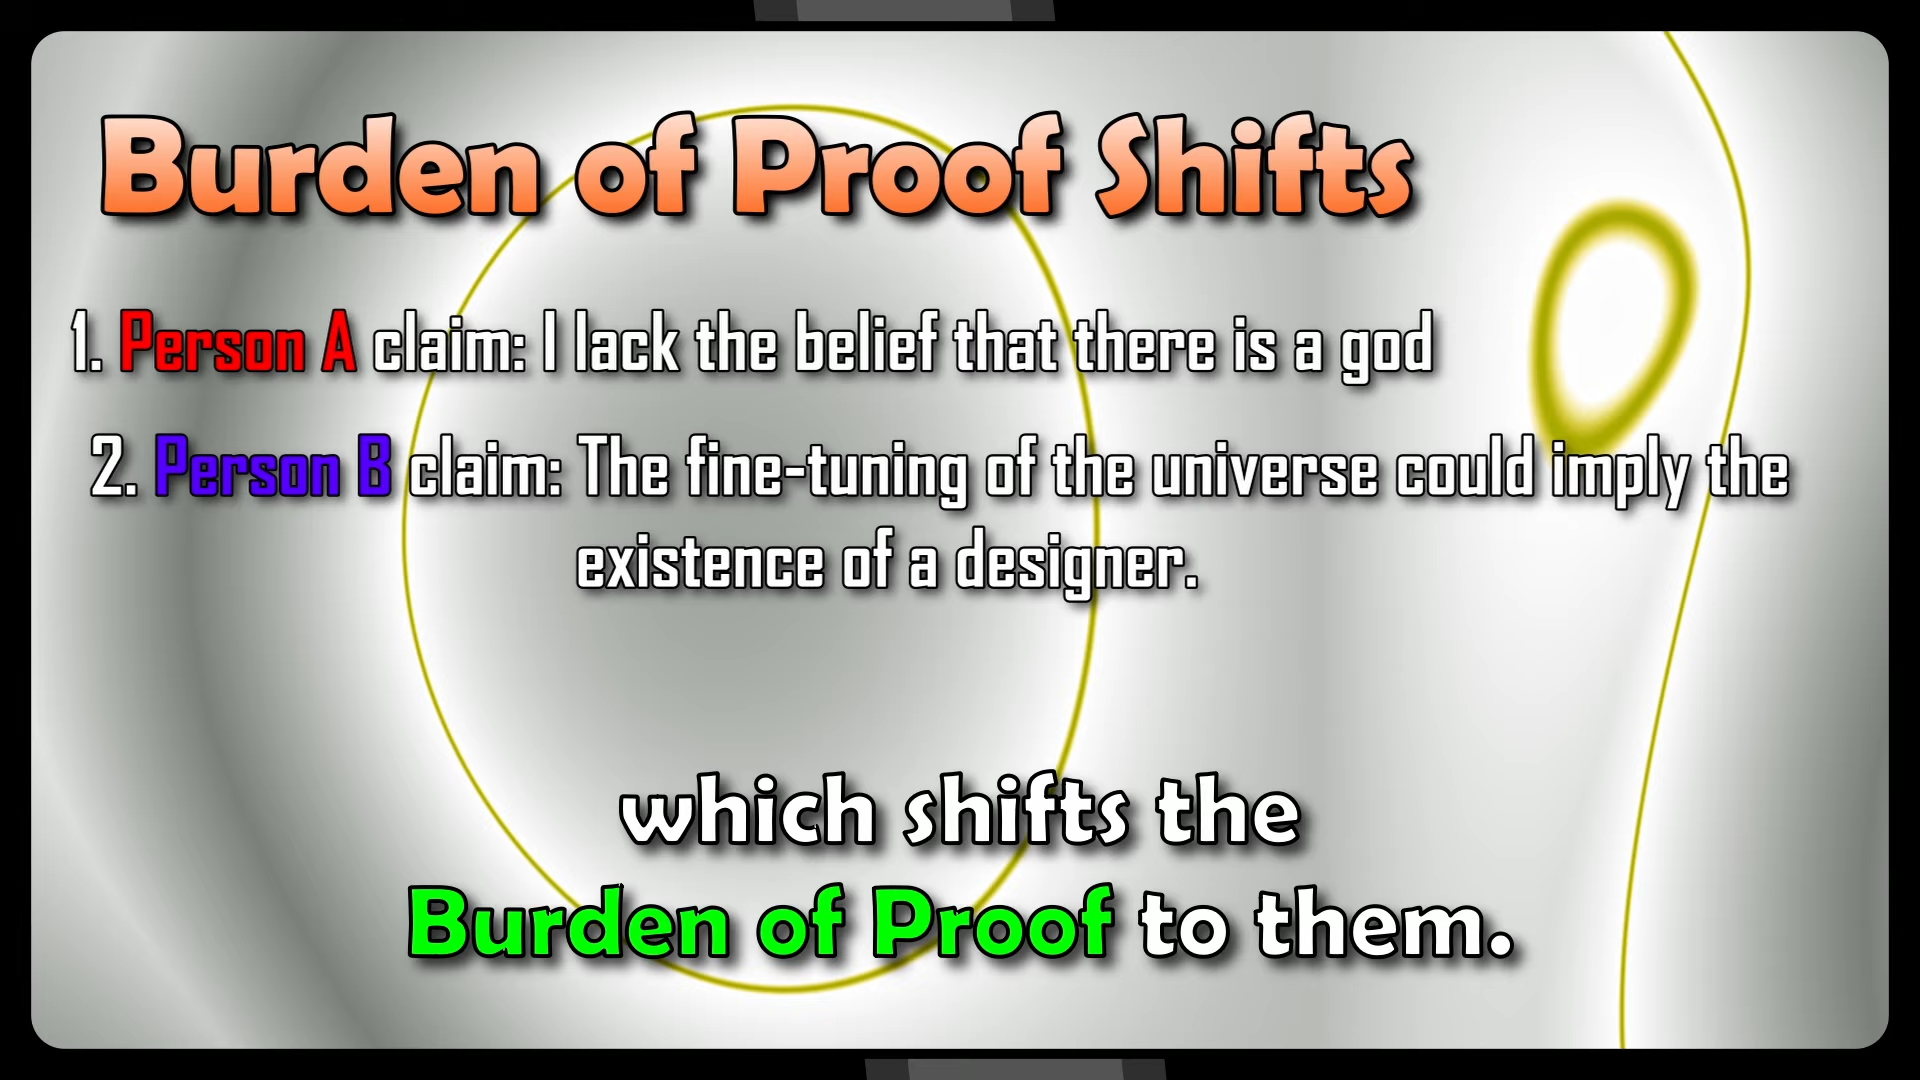 Burden of Proof Shifts
1. Person A claim: I lack the belief that there is a god
2. Person B claim: The fine-tuning of the universe could imply the
existence of a designer.
which shifts the
Burden of Proof to them.